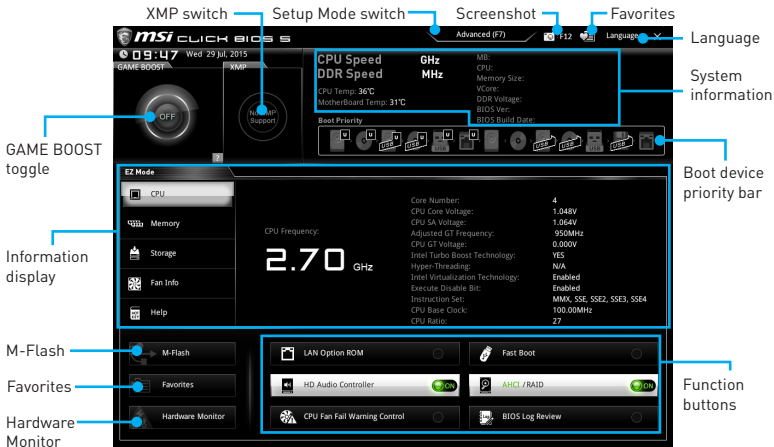 XMP switch
Setup Mode switch
Screenshot
Favorites
msi CLICK BIOS 5
Advanced (F7)
F12
Language
X
Language
09:47 Wed 29 Jul, 2015
GAME BOOST
XMP
CPU Speed GHz
DDR Speed MHz
CPU Temp: 36°C
MotherBoard Temp: 31°C
MB:
CPU:
Memory Size:
VCore:
DDR Voltage:
BIOS Ver:
BIOS Build Date:
System
information
OFF
No XMP
Support
Boot Priority
U U U U U U
USB USB USB USB USB USB USB
?
GAME BOOST
toggle
Boot device
priority bar
EZ Mode
CPU
Memory
Storage
Fan Info
Help
Information
display
CPU Frequency:
2.70 GHz
Core Number: 4
CPU Core Voltage: 1.048V
CPU SA Voltage: 1.064V
Adjusted GT Frequency: 950MHz
CPU GT Voltage: 0.000V
Intel Turbo Boost Technology: YES
Hyper-Threading: N/A
Intel Virtualization Technology: Enabled
Execute Disable Bit: Enabled
Instruction Set: MMX, SSE, SSE2, SSE3, SSE4
CPU Base Clock: 100.00MHz
CPU Ratio: 27
M-Flash
Favorites
Hardware
Monitor
M-Flash
Favorites
Hardware Monitor
LAN Option ROM
Fast Boot
HD Audio Controller ON
AHCI /RAID ON
CPU Fan Fail Warning Control
BIOS Log Review
Function
buttons